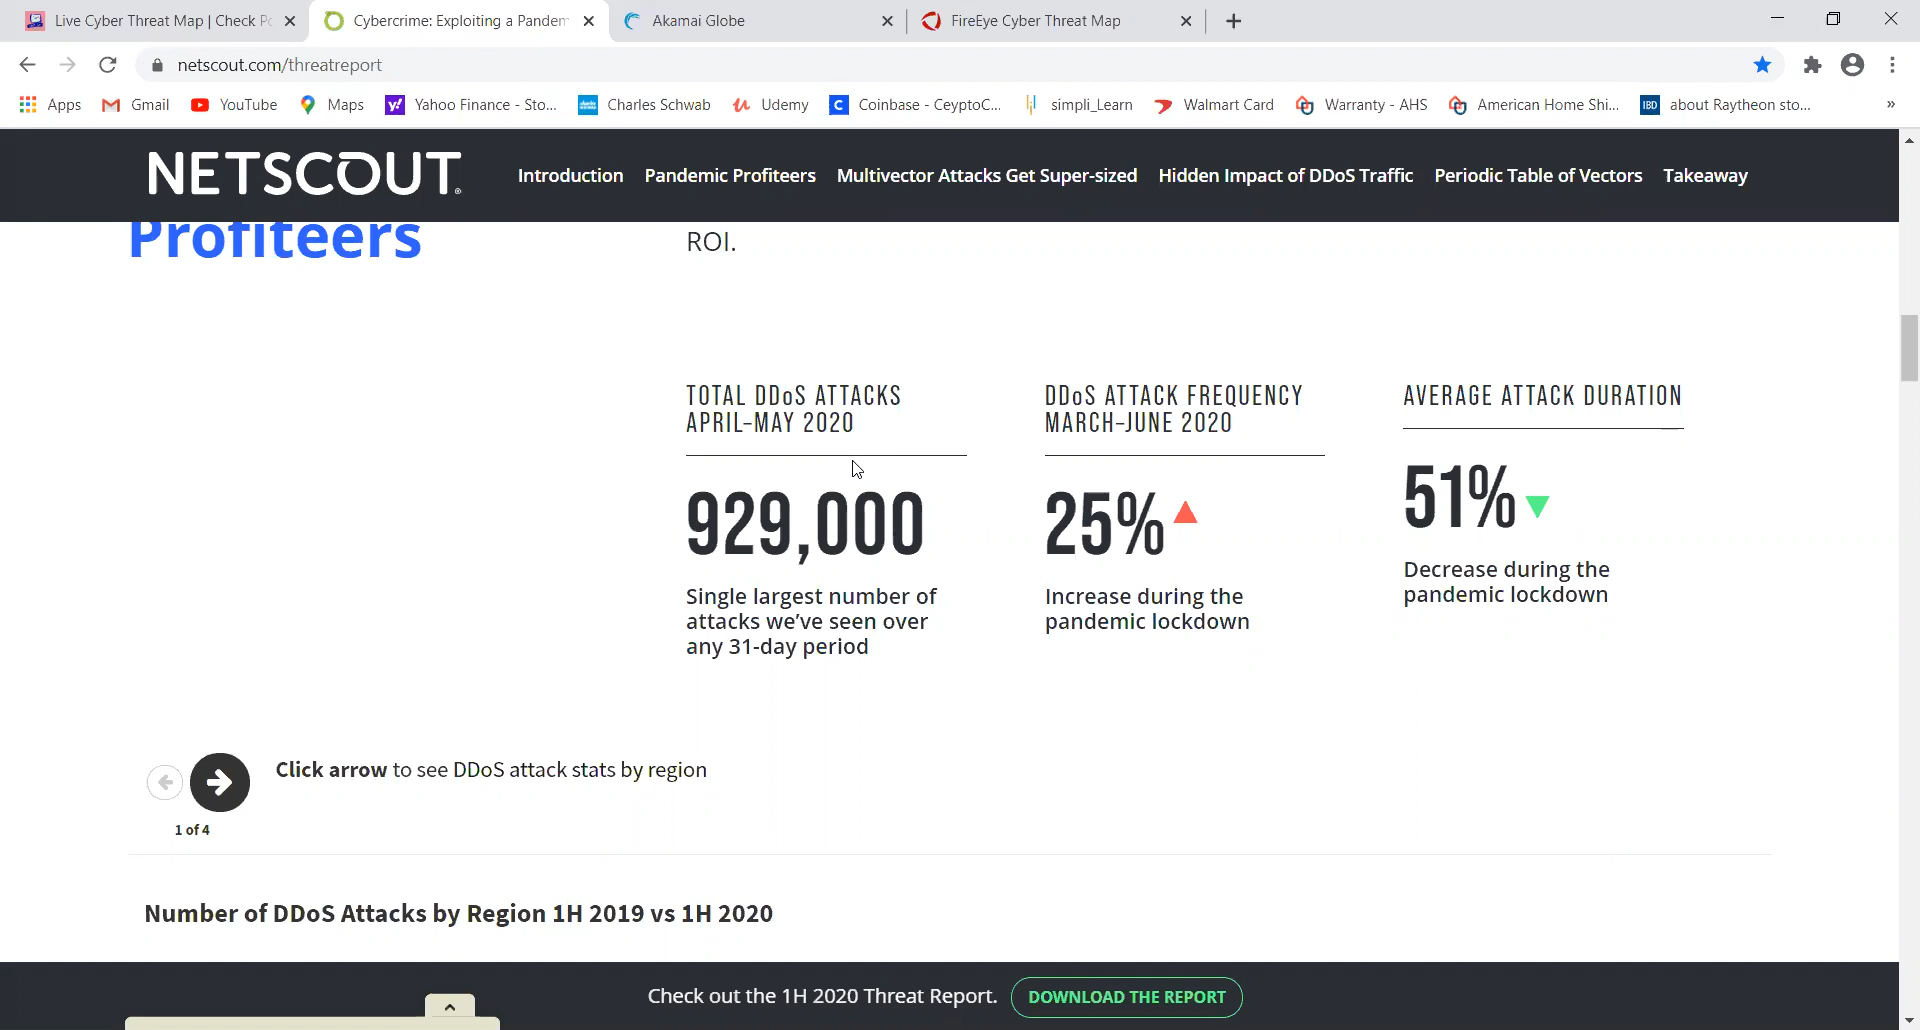 Live Cyber Threat Map | Check Po
Cybercrime: Exploiting a Pandem
Akamai Globe
FireEye Cyber Threat Map
netscout.com/threatreport
Apps
Gmail
YouTube
Maps
Yahoo Finance - Sto...
Charles Schwab
Udemy
Coinbase - CeyptoC...
simpli_Learn
Walmart Card
Warranty - AHS
American Home Shi...
IBD about Raytheon sto...
»
NETSCOUT.
Introduction
Pandemic Profiteers
Multivector Attacks Get Super-sized
Hidden Impact of DDoS Traffic
Periodic Table of Vectors
Takeaway
Profiteers
ROI.
TOTAL DDoS ATTACKS
APRIL–MAY 2020
929,000
Single largest number of
attacks we've seen over
any 31-day period
DDoS ATTACK FREQUENCY
MARCH–JUNE 2020
25%
Increase during the
pandemic lockdown
AVERAGE ATTACK DURATION
51%
Decrease during the
pandemic lockdown
Click arrow to see DDoS attack stats by region
1 of 4
Number of DDoS Attacks by Region 1H 2019 vs 1H 2020
Check out the 1H 2020 Threat Report.
DOWNLOAD THE REPORT